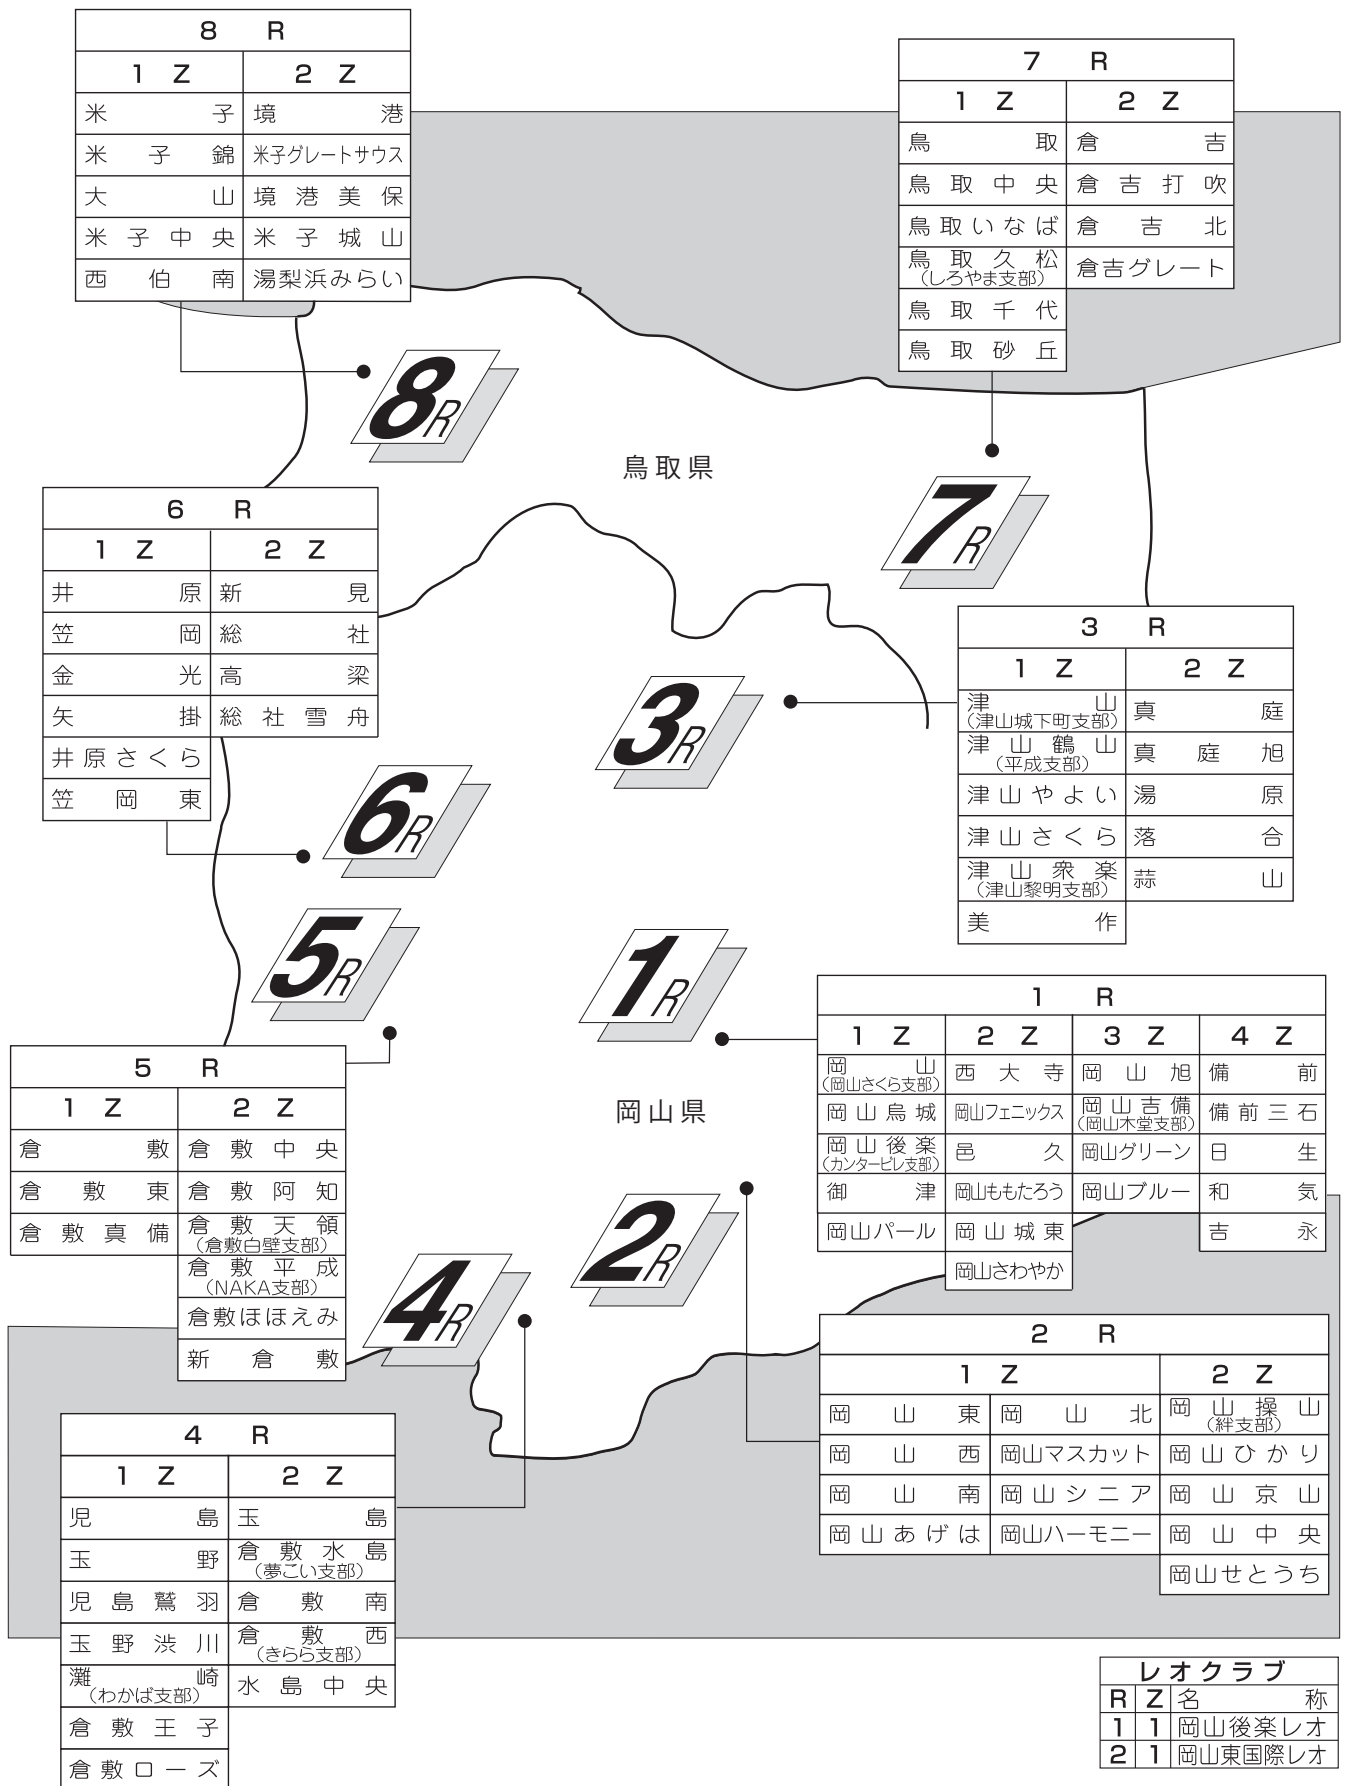 8 R
1 Z 2 Z
米子 境港
米子錦 米子グレートサウス
大山 境港美保
米子中央 米子城山
西伯南 湯梨浜みらい
7 R
1 Z 2 Z
鳥取 倉吉
鳥取中央 倉吉打吹
鳥取いなば 倉吉北
鳥取久松 倉吉グレート
(しろやま支部)
鳥取千代
鳥取砂丘
8R
鳥取県
7R
6 R
1 Z 2 Z
井原 新見
笠岡 総社
金光 高梁
矢掛 総社雪舟
井原さくら
笠岡東
3 R
1 Z 2 Z
津山 真庭
(津山城下町支部)
津山鶴山 真庭旭
(平成支部)
津山やよい 湯原
津山さくら 落合
津山衆楽 蒜山
(津山黎明支部)
美作
3R
6R
5R
1R
1 R
1 Z 2 Z 3 Z 4 Z
岡山 西大寺 岡山旭 備前
(岡山さくら支部)
岡山烏城 岡山フェニックス 岡山吉備 備前三石
(岡山木堂支部)
岡山後楽 邑久 岡山グリーン 日生
(カンタービレ支部)
御津 岡山ももたろう 岡山ブルー 和気
岡山パール 岡山城東 吉永
岡山さわやか
5 R
1 Z 2 Z
倉敷 倉敷中央
倉敷東 倉敷阿知
倉敷真備 倉敷天領
(倉敷白壁支部)
倉敷平成
(NAKA支部)
倉敷ほほえみ
新倉敷
岡山県
2R
4R
2 R
1 Z 2 Z
岡山東 岡山北 岡山操山
(絆支部)
岡山西 岡山マスカット 岡山ひかり
岡山南 岡山シニア 岡山京山
岡山あげは 岡山ハーモニー 岡山中央
岡山せとうち
4 R
1 Z 2 Z
児島 玉島
玉野 倉敷水島
(夢こい支部)
児島鷲羽 倉敷南
玉野渋川 倉敷西
(きらら支部)
灘崎 水島中央
(わかば支部)
倉敷王子
倉敷ローズ
レオクラブ
R Z 名称
1 1 岡山後楽レオ
2 1 岡山東国際レオ